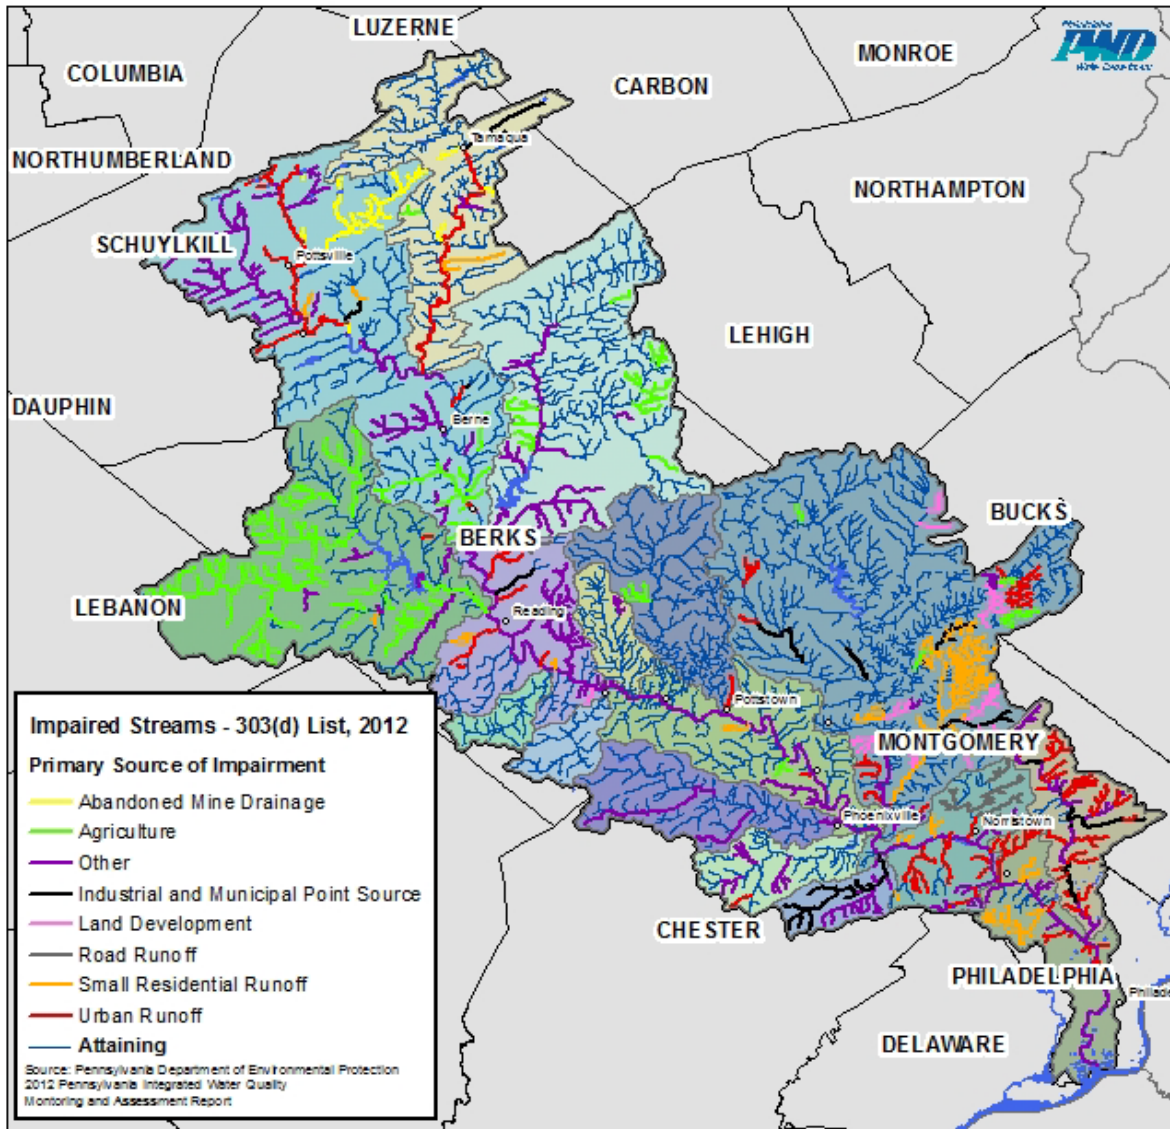 LUZERNE
COLUMBIA
MONROE
Philadelphia
PWD
CARBON
Tamaqua
NORTHUMBERLAND
NORTHAMPTON
SCHUYLKILL
Pottsville
LEHIGH
DAUPHIN
Berne
BUCKS
BERKS
LEBANON
Reading
Pottstown
MONTGOMERY
Phoenixville
Norristown
CHESTER
PHILADELPHIA
Philade
DELAWARE
Impaired Streams - 303(d) List, 2012
Primary Source of Impairment
Abandoned Mine Drainage
Agriculture
Other
Industrial and Municipal Point Source
Land Development
Road Runoff
Small Residential Runoff
Urban Runoff
Attaining
Source: Pennsylvania Department of Environmental Protection
2012 Pennsylvania Integrated Water Quality
Montoring and Assessment Report